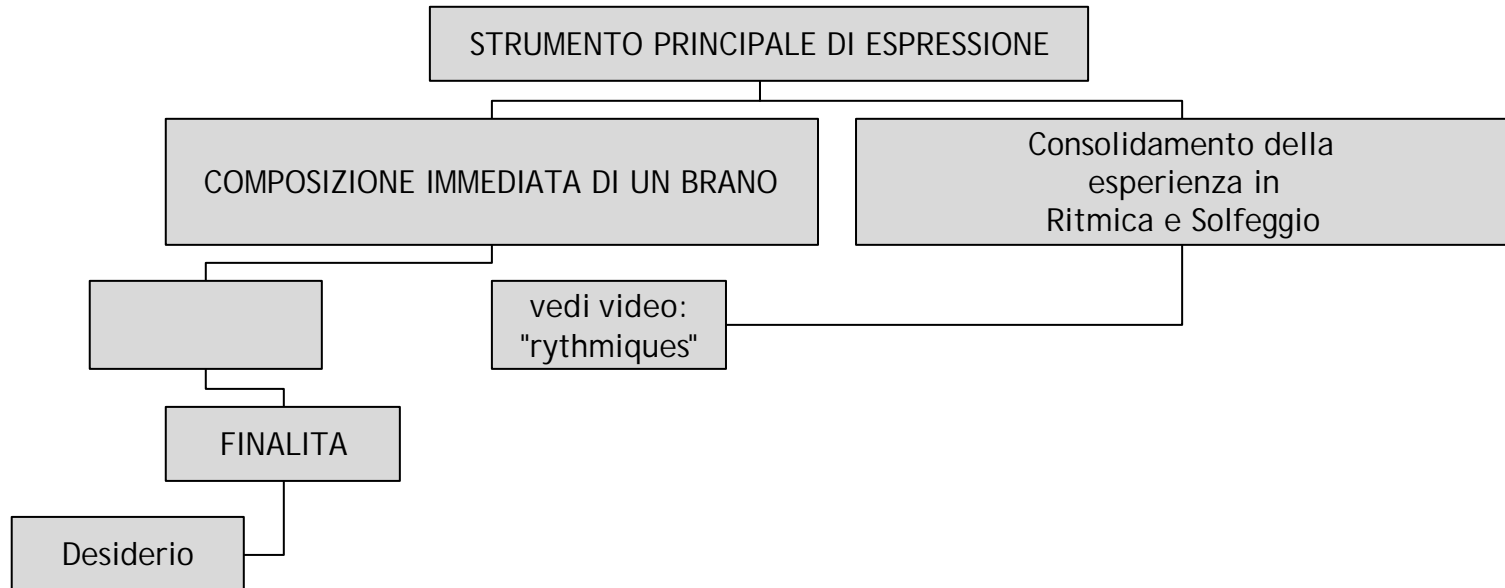 STRUMENTO PRINCIPALE DI ESPRESSIONE
COMPOSIZIONE IMMEDIATA DI UN BRANO
Consolidamento della
esperienza in
Ritmica e Solfeggio
vedi video:
"rythmiques"
FINALITA
Desiderio